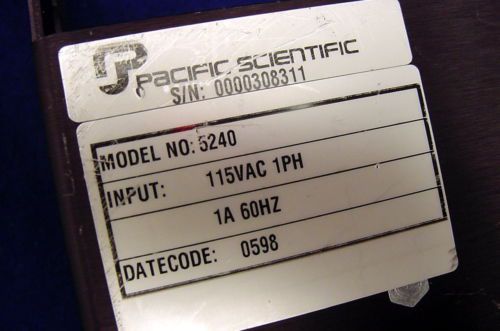 PACIFIC SCIENTIFIC
S/N: 0000308311
MODEL NO: 5240
INPUT: 115VAC 1PH
1A 60HZ
DATECODE: 0598